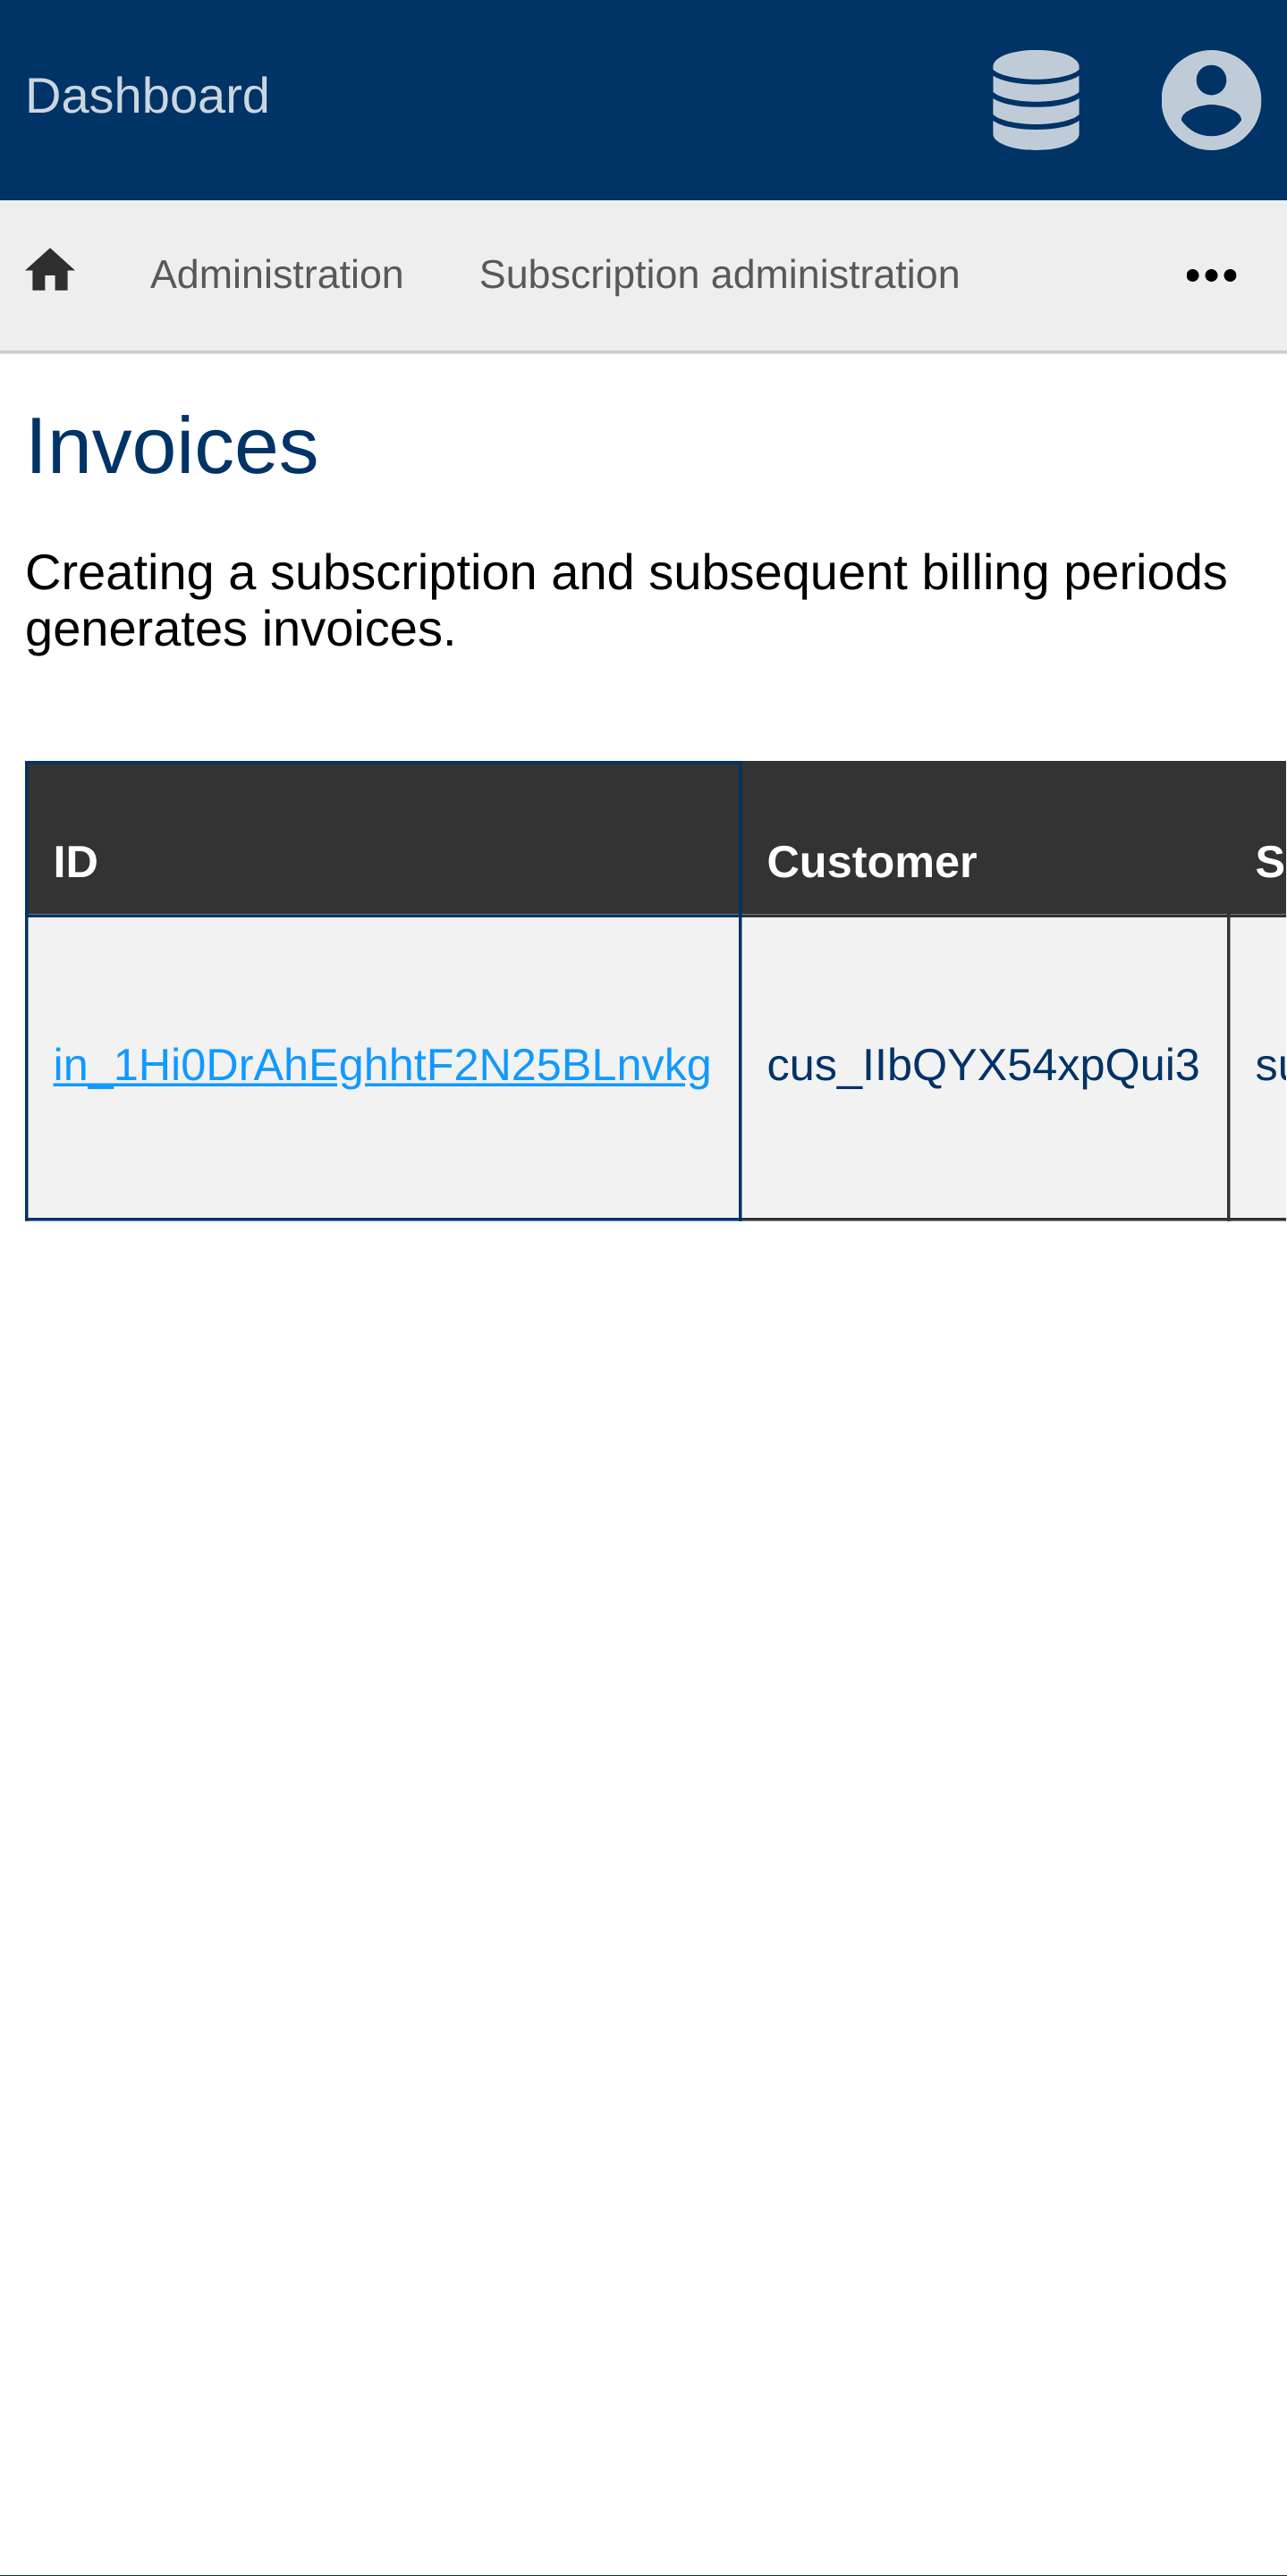 Dashboard
Administration Subscription administration
Invoices
Creating a subscription and subsequent billing periods
generates invoices.
ID Customer S
in_1Hi0DrAhEghhtF2N25BLnvkg cus_IIbQYX54xpQui3 su